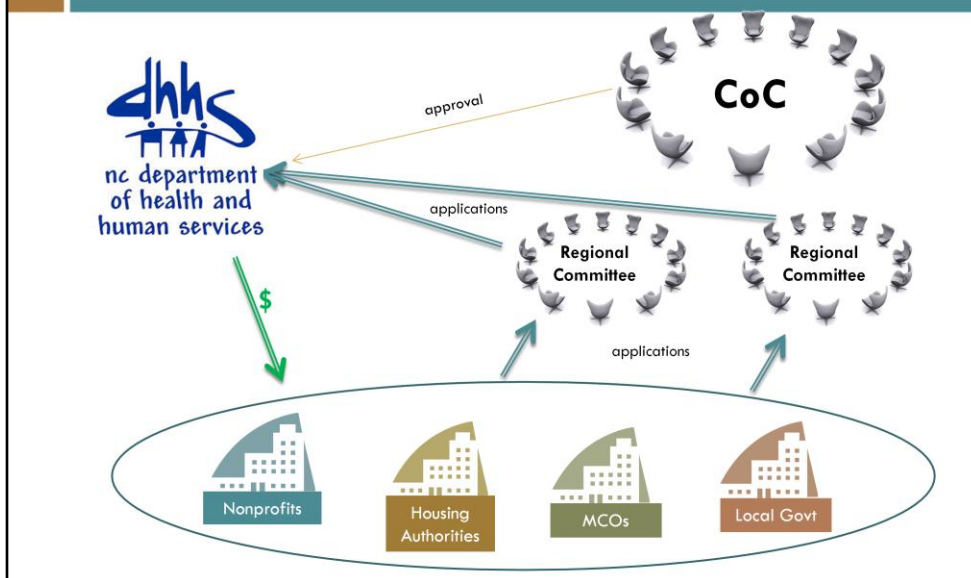 CoC
approval
dhhs
nc department
of health and
human services
applications
Regional
Committee
Regional
Committee
$
applications
Nonprofits
Housing
Authorities
MCOs
Local Govt